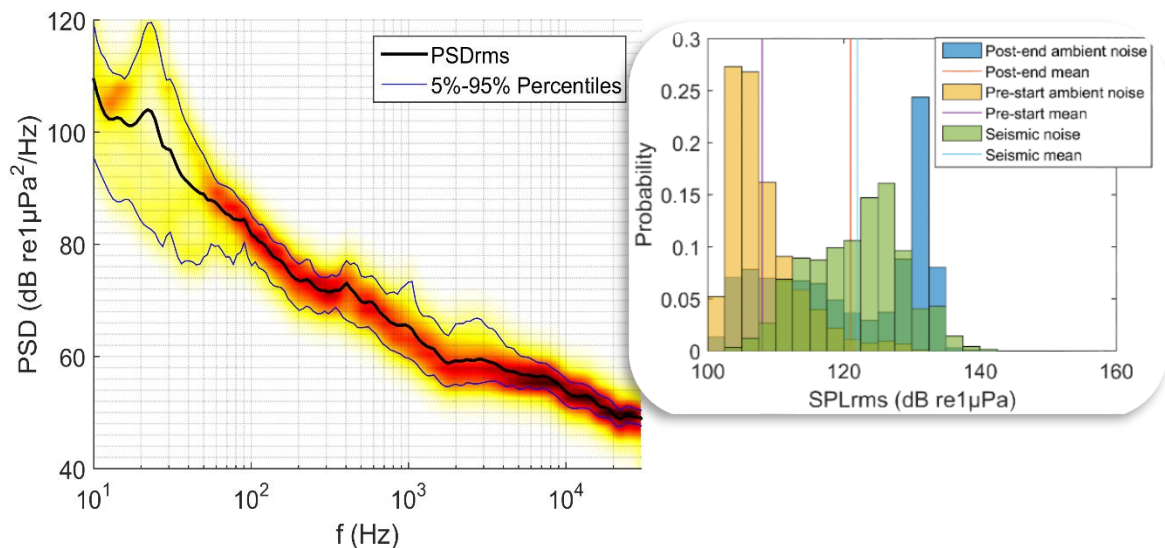 120
100
80
60
40
PSD (dB re1µPa²/Hz)
10¹
10²
10³
10⁴
f (Hz)
PSDrms
5%-95% Percentiles
0.3
0.25
0.2
0.15
0.1
0.05
0
Probability
100
120
140
160
SPLrms (dB re1µPa)
Post-end ambient noise
Post-end mean
Pre-start ambient noise
Pre-start mean
Seismic noise
Seismic mean